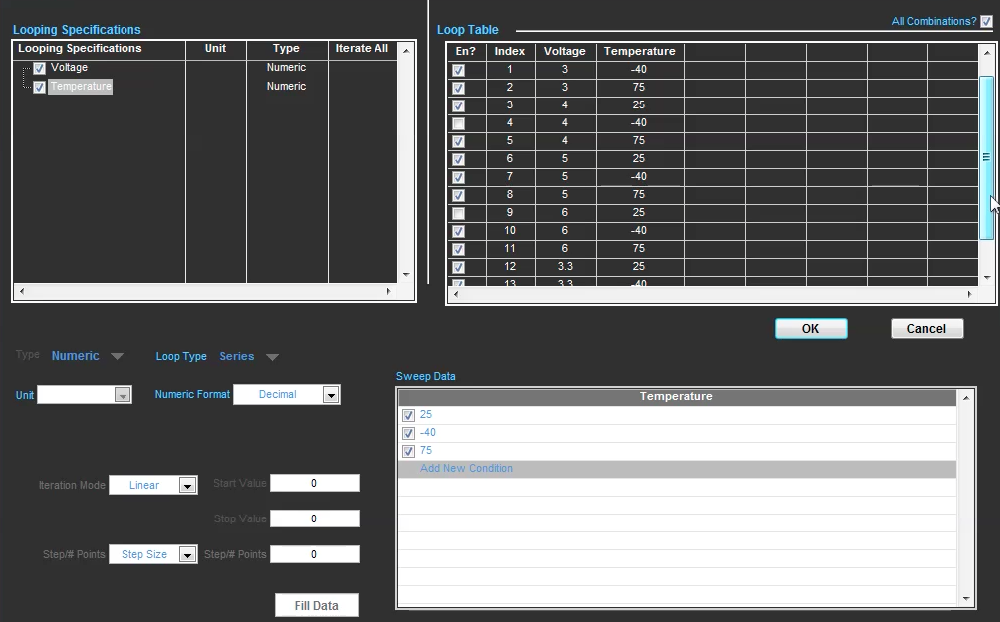 All Combinations?
Looping Specifications
Loop Table
Looping Specifications Unit Type Iterate All
Voltage Numeric
Temperature Numeric
En? Index Voltage Temperature
1 3 -40
2 3 75
3 4 25
4 4 -40
5 4 75
6 5 25
7 5 -40
8 5 75
9 6 25
10 6 -40
11 6 75
12 3.3 25
13 3.3 -40
OK Cancel
Type Numeric Loop Type Series
Unit Numeric Format Decimal
Sweep Data
Temperature
25
-40
75
Add New Condition
Iteration Mode Linear Start Value 0
Stop Value 0
Step/# Points Step Size Step/# Points 0
Fill Data